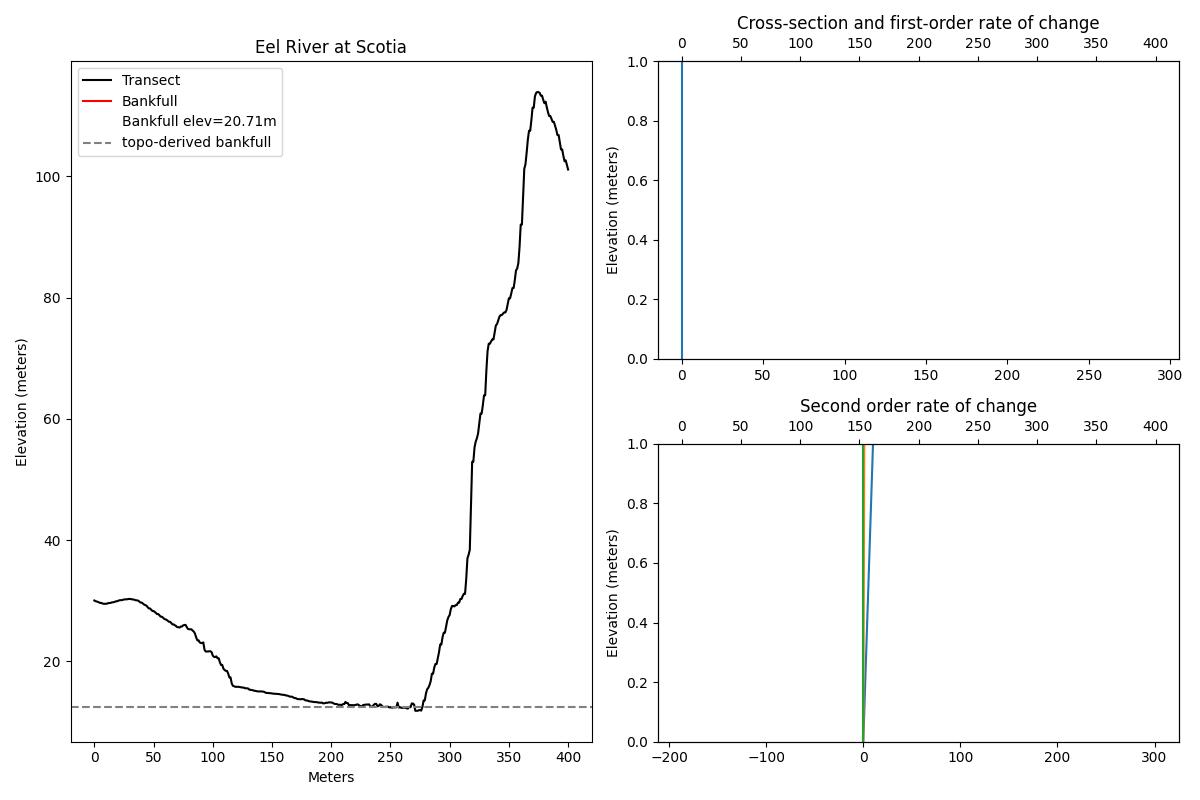 Eel River at Scotia
Transect
Bankfull
Bankfull elev=20.71m
topo-derived bankfull
100
80
60
40
20
Elevation (meters)
0 50 100 150 200 250 300 350 400
Meters
Cross-section and first-order rate of change
0 50 100 150 200 250 300 350 400
1.0
0.8
0.6
0.4
0.2
0.0
Elevation (meters)
0 50 100 150 200 250 300
Second order rate of change
0 50 100 150 200 250 300 350 400
1.0
0.8
0.6
0.4
0.2
0.0
Elevation (meters)
−200 −100 0 100 200 300